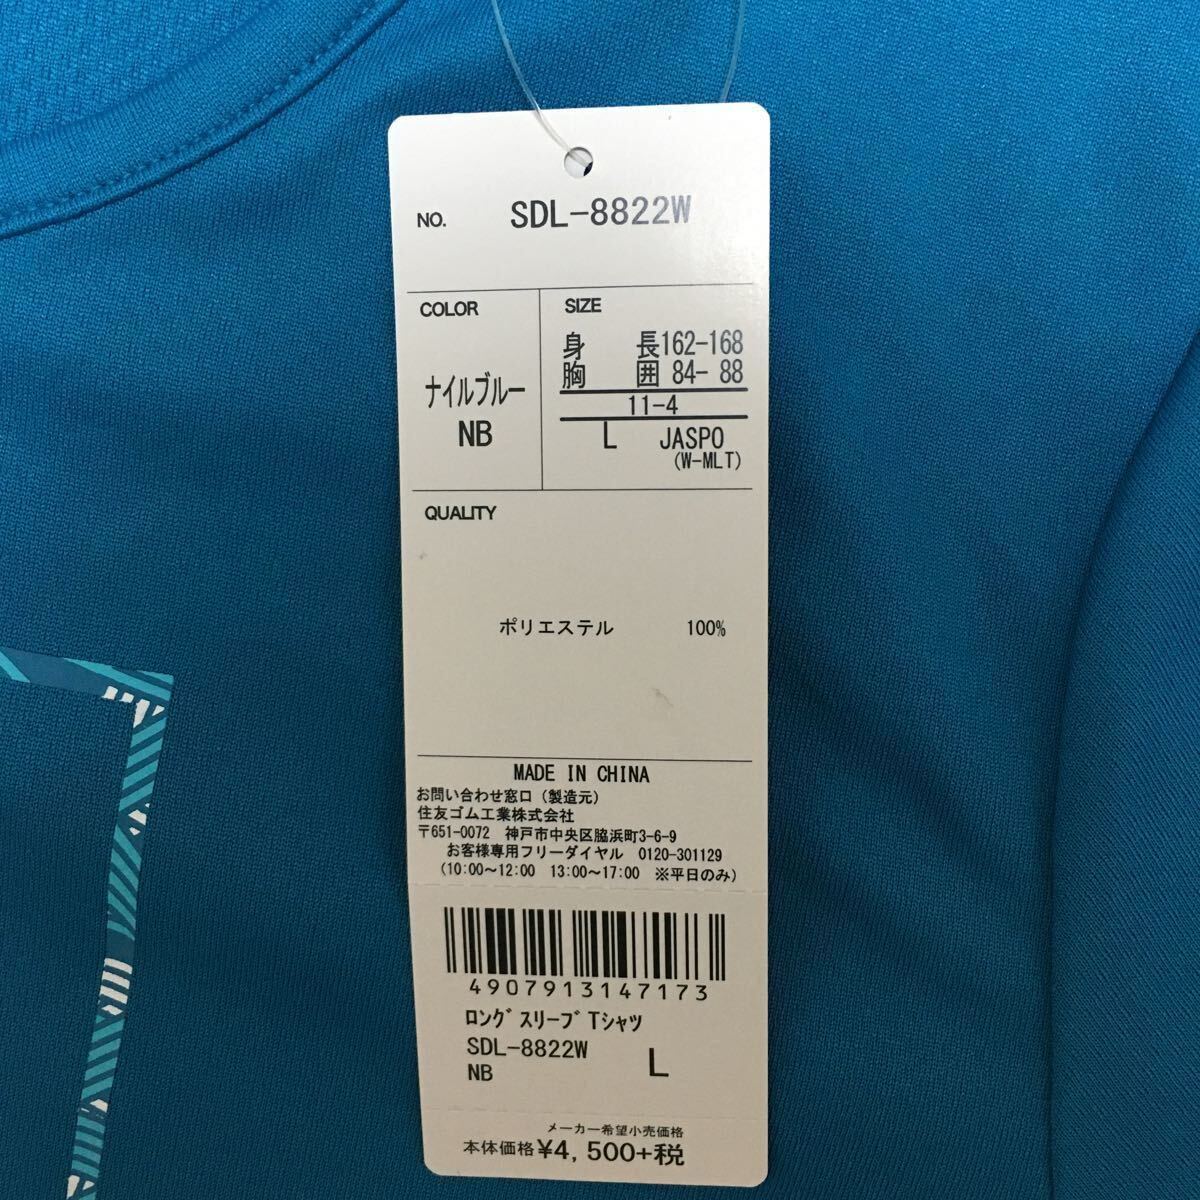 NO. SDL-8822W
COLOR
ナイルブルー
NB
SIZE
身 長162-168
胸 囲 84- 88
11-4
L JASPO
(W-MLT)
QUALITY
ポリエステル 100%
MADE IN CHINA
お問い合わせ窓口（製造元）
住友ゴム工業株式会社
〒651-0072 神戸市中央区脇浜町3-6-9
お客様専用フリーダイヤル 0120-301129
(10:00～12:00 13:00～17:00 ※平日のみ)
4907913147173
ﾛﾝｸﾞｽﾘｰﾌﾞTｼｬﾂ
SDL-8822W
NB L
メーカー希望小売価格
本体価格¥4,500+税